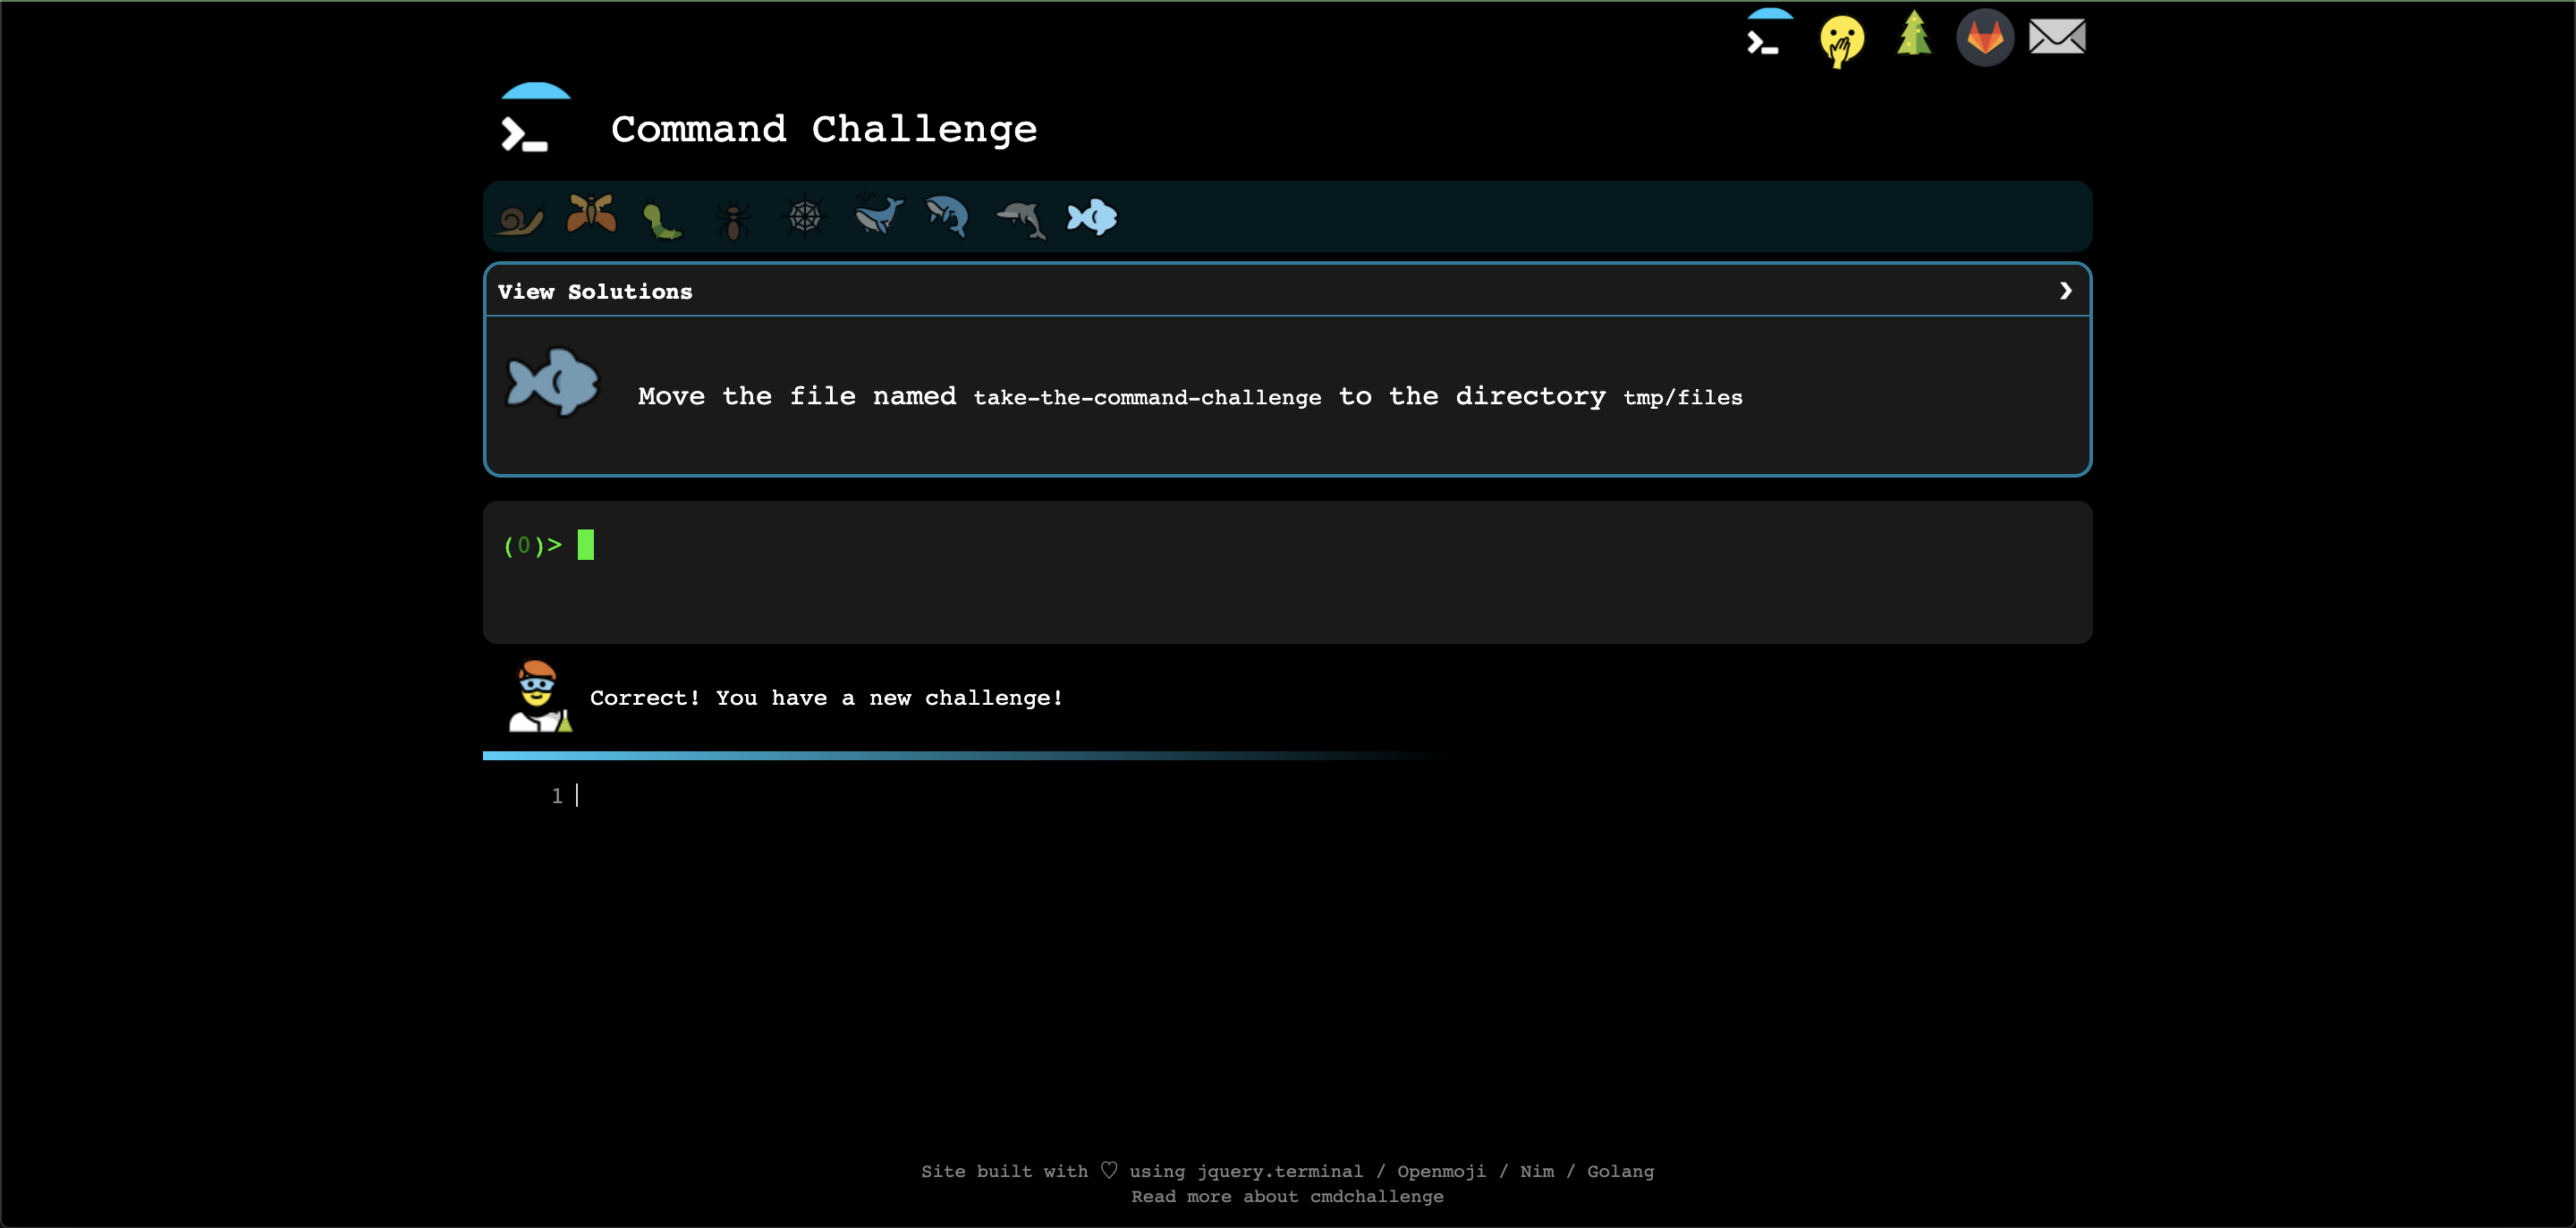 Command Challenge
View Solutions
Move the file named take-the-command-challenge to the directory tmp/files
(0)>
Correct! You have a new challenge!
1
Site built with ♡ using jquery.terminal / Openmoji / Nim / Golang
Read more about cmdchallenge